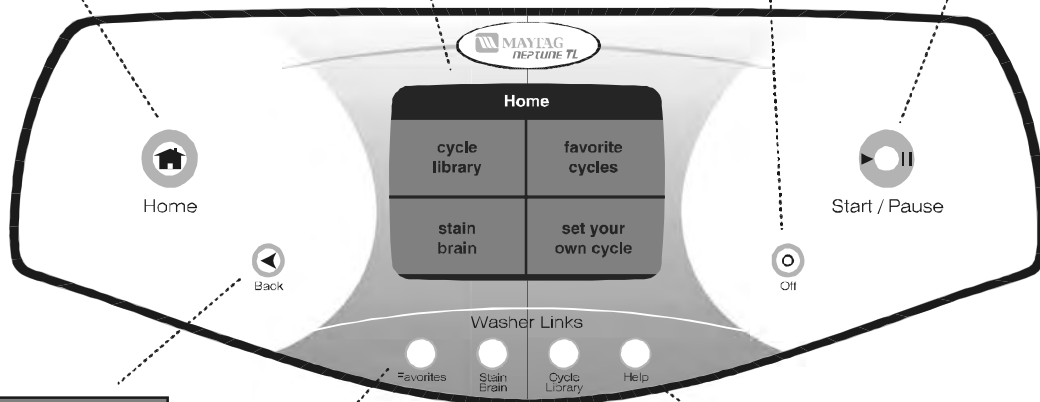 MAYTAG
NEPTUNE TL
Home
cycle
library
favorite
cycles
stain
brain
set your
own cycle
Home
Start / Pause
Back
Off
Washer Links
Favorites
Stain
Brain
Cycle
Library
Help